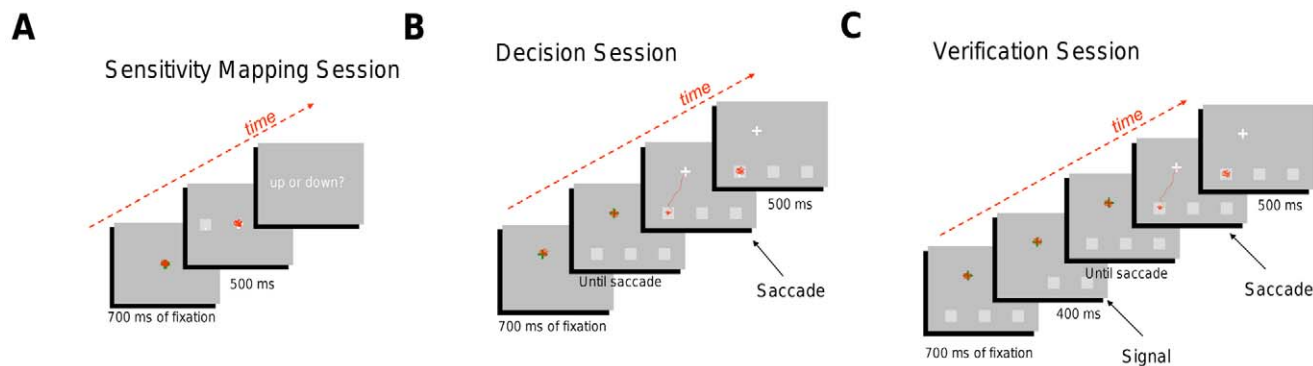 A
Sensitivity Mapping Session
time
up or down?
500 ms
700 ms of fixation
B
Decision Session
time
500 ms
Saccade
Until saccade
700 ms of fixation
C
Verification Session
time
500 ms
Saccade
Until saccade
400 ms
Signal
700 ms of fixation